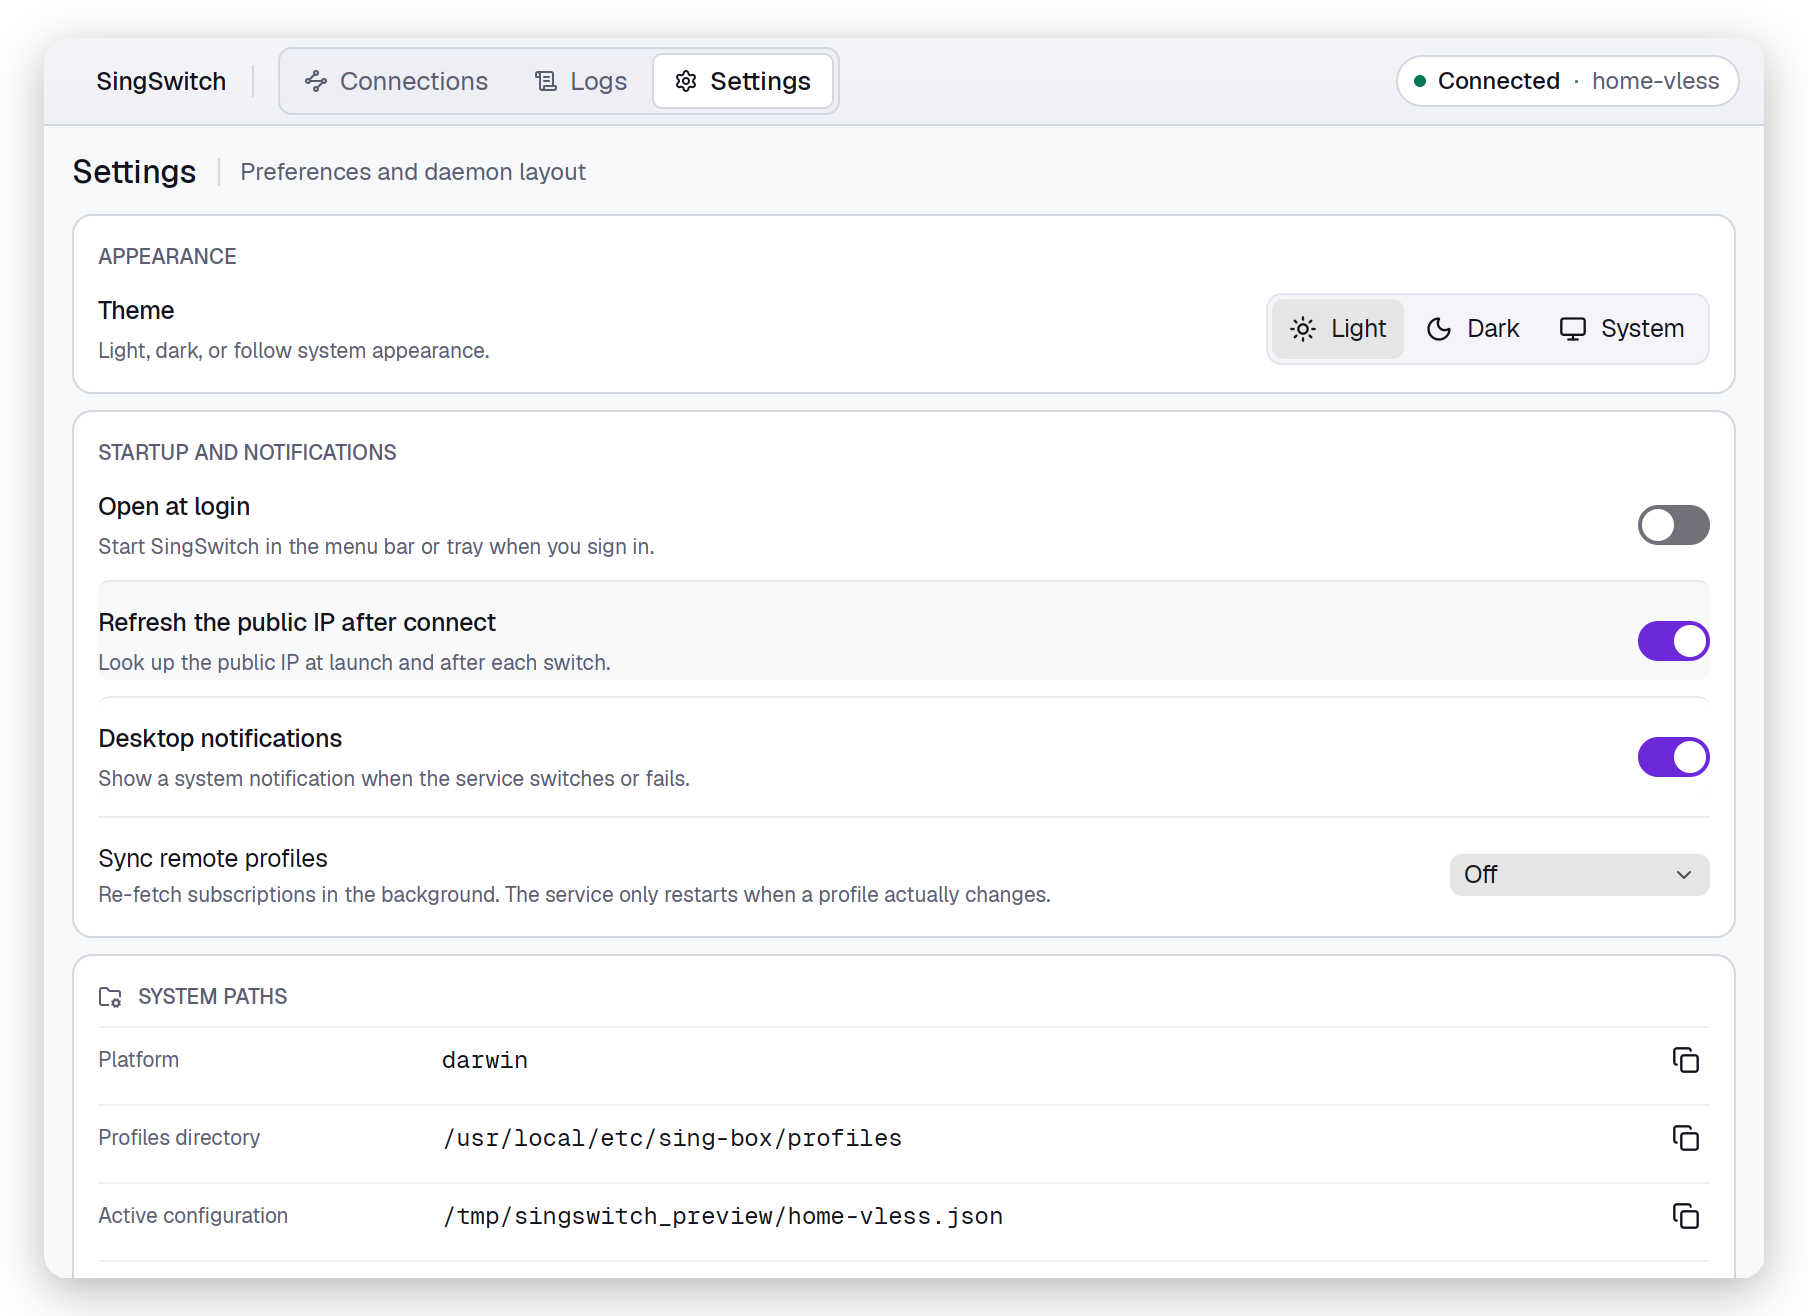 SingSwitch
Connections
Logs
Settings
Connected · home-vless
Settings
Preferences and daemon layout
APPEARANCE
Theme
Light, dark, or follow system appearance.
Light
Dark
System
STARTUP AND NOTIFICATIONS
Open at login
Start SingSwitch in the menu bar or tray when you sign in.
Refresh the public IP after connect
Look up the public IP at launch and after each switch.
Desktop notifications
Show a system notification when the service switches or fails.
Sync remote profiles
Re-fetch subscriptions in the background. The service only restarts when a profile actually changes.
Off
SYSTEM PATHS
Platform
darwin
Profiles directory
/usr/local/etc/sing-box/profiles
Active configuration
/tmp/singswitch_preview/home-vless.json